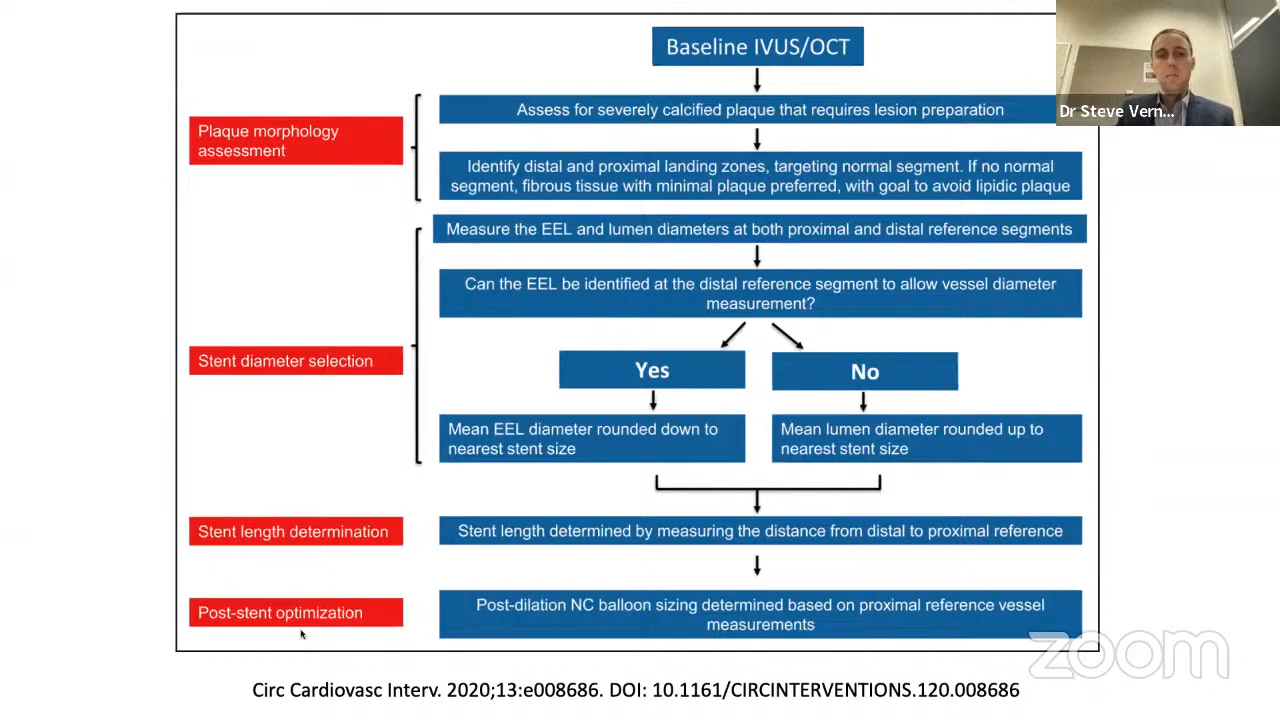 Baseline IVUS/OCT
Dr Steve Vern...
Plaque morphology
assessment
Assess for severely calcified plaque that requires lesion preparation
Identify distal and proximal landing zones, targeting normal segment. If no normal
segment, fibrous tissue with minimal plaque preferred, with goal to avoid lipidic plaque
Stent diameter selection
Measure the EEL and lumen diameters at both proximal and distal reference segments
Can the EEL be identified at the distal reference segment to allow vessel diameter
measurement?
Yes
No
Mean EEL diameter rounded down to
nearest stent size
Mean lumen diameter rounded up to
nearest stent size
Stent length determination
Stent length determined by measuring the distance from distal to proximal reference
Post-stent optimization
Post-dilation NC balloon sizing determined based on proximal reference vessel
measurements
zoom
Circ Cardiovasc Interv. 2020;13:e008686. DOI: 10.1161/CIRCINTERVENTIONS.120.008686